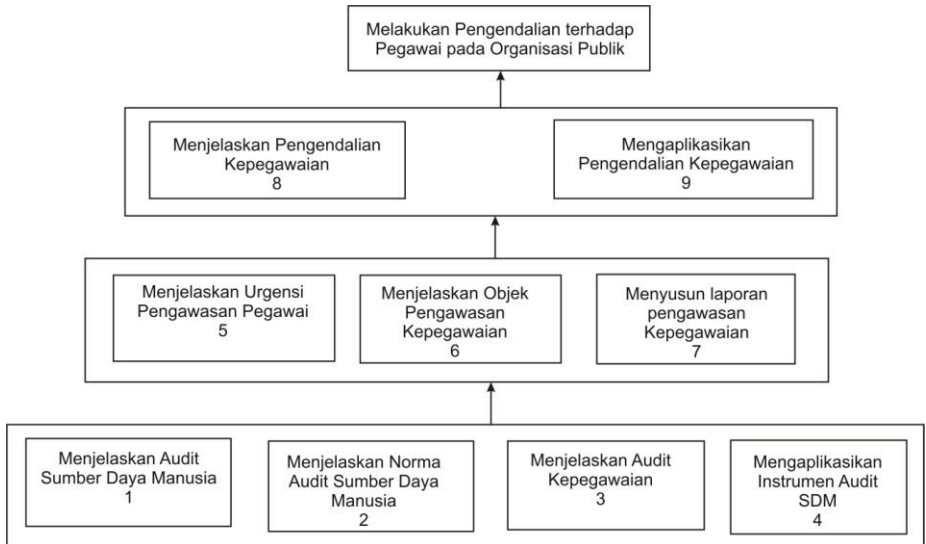 Melakukan Pengendalian terhadap
Pegawai pada Organisasi Publik
Menjelaskan Pengendalian
Kepegawaian
8
Mengaplikasikan
Pengendalian Kepegawaian
9
Menjelaskan Urgensi
Pengawasan Pegawai
5
Menjelaskan Objek
Pengawasan
Kepegawaian
6
Menyusun laporan
pengawasan
Kepegawaian
7
Menjelaskan Audit
Sumber Daya Manusia
1
Menjelaskan Norma
Audit Sumber Daya
Manusia
2
Menjelaskan Audit
Kepegawaian
3
Mengaplikasikan
Instrumen Audit
SDM
4